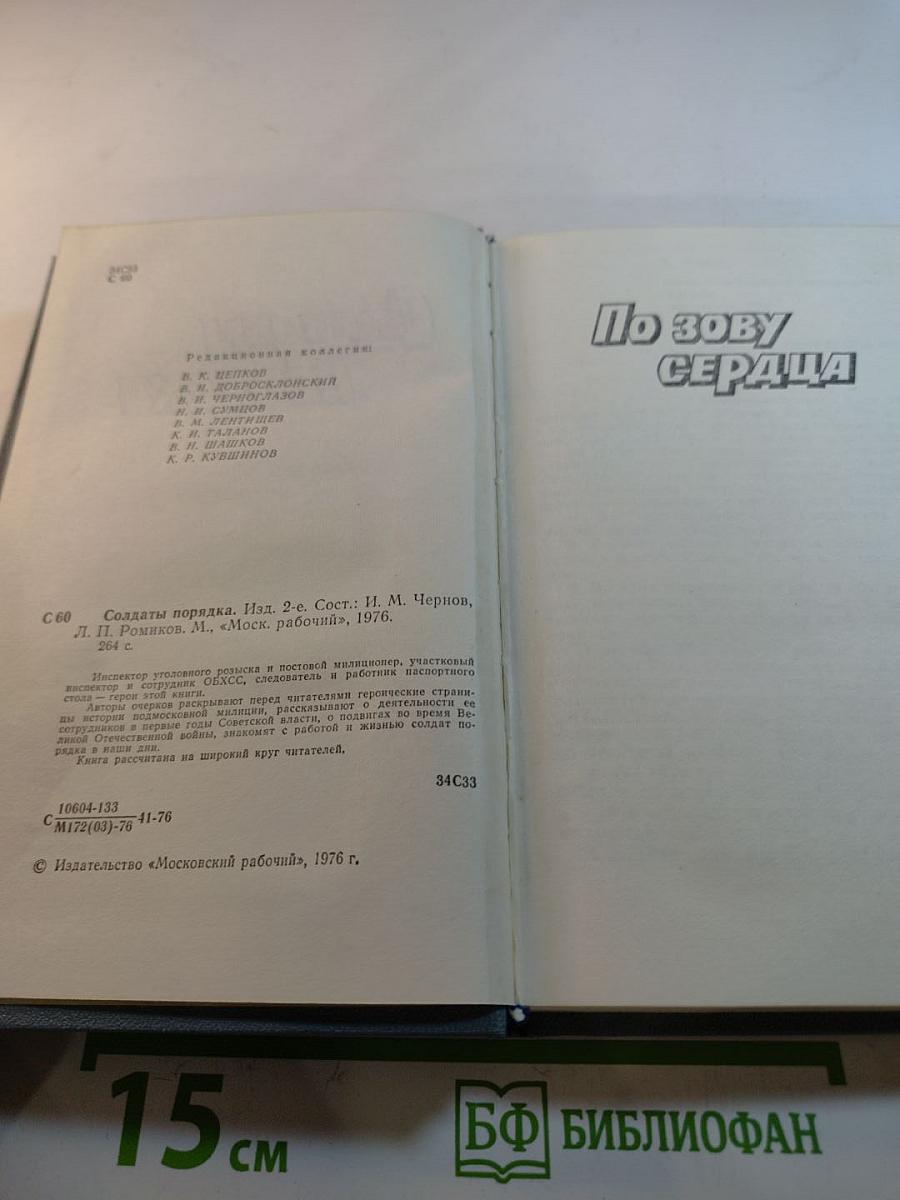 34С33
С 60
Редакционная коллегия:
В. К. ЦЕПКОВ
В. Н. ДОБРОСКЛОНСКИЙ
В. И. ЧЕРНОГЛАЗОВ
Н. И. СУМЦОВ
В. М. ЛЕНТИЩЕВ
К. И. ТАЛАНОВ
В. Н. ШАШКОВ
К. Р. КУВШИНОВ
С 60 Солдаты порядка. Изд. 2-е. Сост.: И. М. Чернов,
Л. П. Ромиков. М., «Моск. рабочий», 1976.
264 с.
Инспектор уголовного розыска и постовой милиционер, участковый
инспектор и сотрудник ОБХСС, следователь и работник паспортного
стола — герои этой книги.
Авторы очерков раскрывают перед читателями героические страни-
цы истории подмосковной милиции, рассказывают о деятельности ее
сотрудников в первые годы Советской власти, о подвигах во время Ве-
ликой Отечественной войны, знакомят с работой и жизнью солдат по-
рядка в наши дни.
Книга рассчитана на широкий круг читателей.
34С33
С 10604-133
М172(03)-76 41-76
© Издательство «Московский рабочий», 1976 г.
По зову
сердца
15 см
БФ БИБЛИОФАН